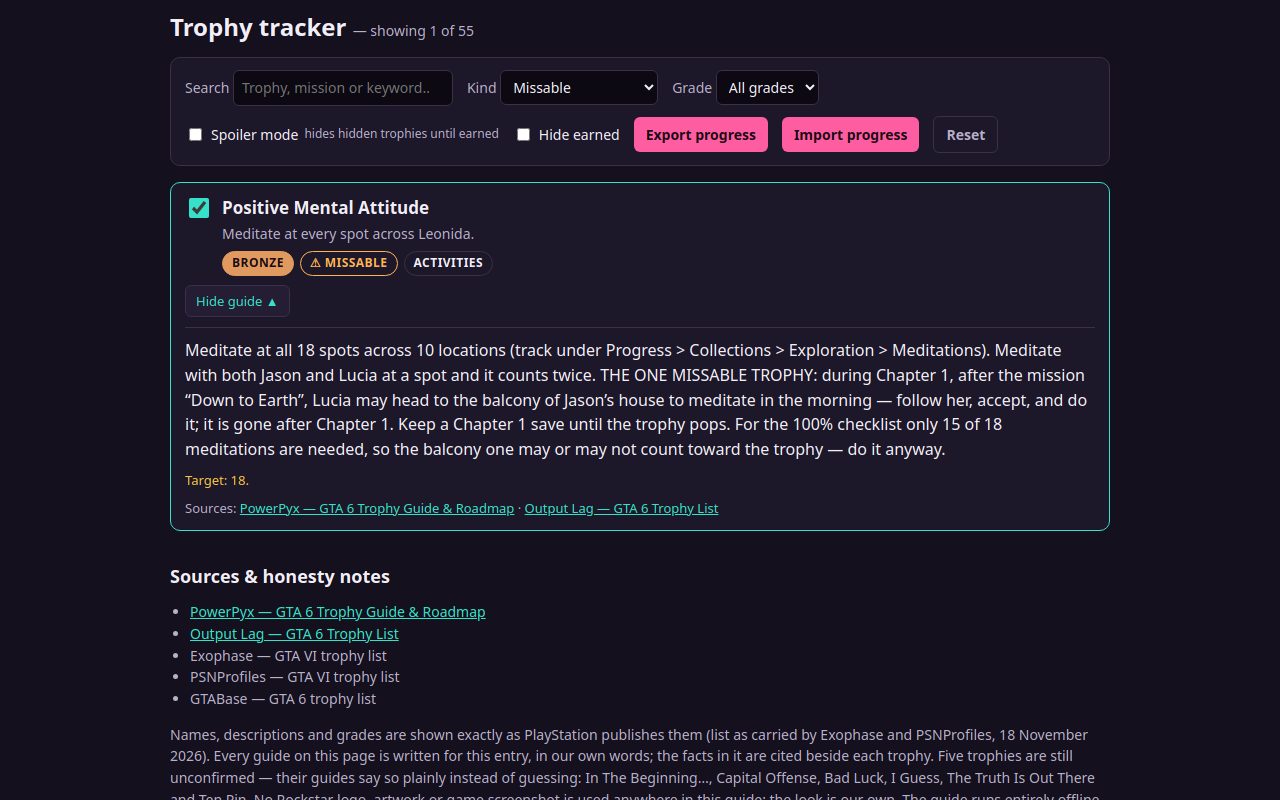 Trophy tracker — showing 1 of 55
Search Trophy, mission or keyword.. Kind Missable Grade All grades
Spoiler mode hides hidden trophies until earned Hide earned Export progress Import progress Reset
Positive Mental Attitude
Meditate at every spot across Leonida.
BRONZE ⚠ MISSABLE ACTIVITIES
Hide guide ▲
Meditate at all 18 spots across 10 locations (track under Progress > Collections > Exploration > Meditations). Meditate
with both Jason and Lucia at a spot and it counts twice. THE ONE MISSABLE TROPHY: during Chapter 1, after the mission
“Down to Earth”, Lucia may head to the balcony of Jason’s house to meditate in the morning — follow her, accept, and do
it; it is gone after Chapter 1. Keep a Chapter 1 save until the trophy pops. For the 100% checklist only 15 of 18
meditations are needed, so the balcony one may or may not count toward the trophy — do it anyway.
Target: 18.
Sources: PowerPyx — GTA 6 Trophy Guide & Roadmap · Output Lag — GTA 6 Trophy List
Sources & honesty notes
PowerPyx — GTA 6 Trophy Guide & Roadmap
Output Lag — GTA 6 Trophy List
Exophase — GTA VI trophy list
PSNProfiles — GTA VI trophy list
GTABase — GTA 6 trophy list
Names, descriptions and grades are shown exactly as PlayStation publishes them (list as carried by Exophase and PSNProfiles, 18 November
2026). Every guide on this page is written for this entry, in our own words; the facts in it are cited beside each trophy. Five trophies are still
unconfirmed — their guides say so plainly instead of guessing: In The Beginning..., Capital Offense, Bad Luck, I Guess, The Truth Is Out There
and Ten Pin. No Rockstar logo, artwork or game screenshot is used anywhere in this guide; the look is our own. The guide runs entirely offline